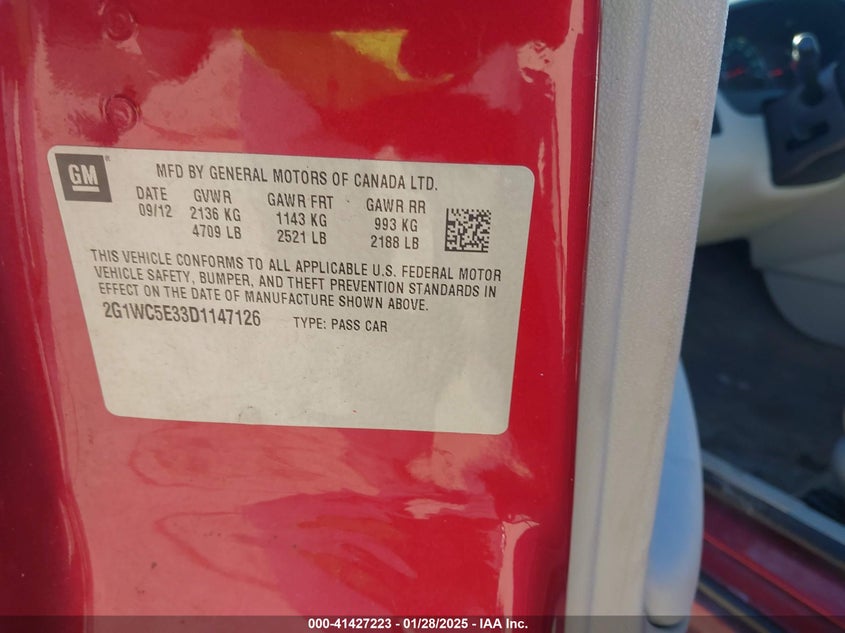 GM
MFD BY GENERAL MOTORS OF CANADA LTD.
DATE GVWR GAWR FRT GAWR RR
09/12 2136 KG 1143 KG 993 KG
4709 LB 2521 LB 2188 LB
THIS VEHICLE CONFORMS TO ALL APPLICABLE U.S. FEDERAL MOTOR
VEHICLE SAFETY, BUMPER, AND THEFT PREVENTION STANDARDS IN
EFFECT ON THE DATE OF MANUFACTURE SHOWN ABOVE.
2G1WC5E33D1147126 TYPE: PASS CAR
000-41427223 – 01/28/2025 – IAA Inc.